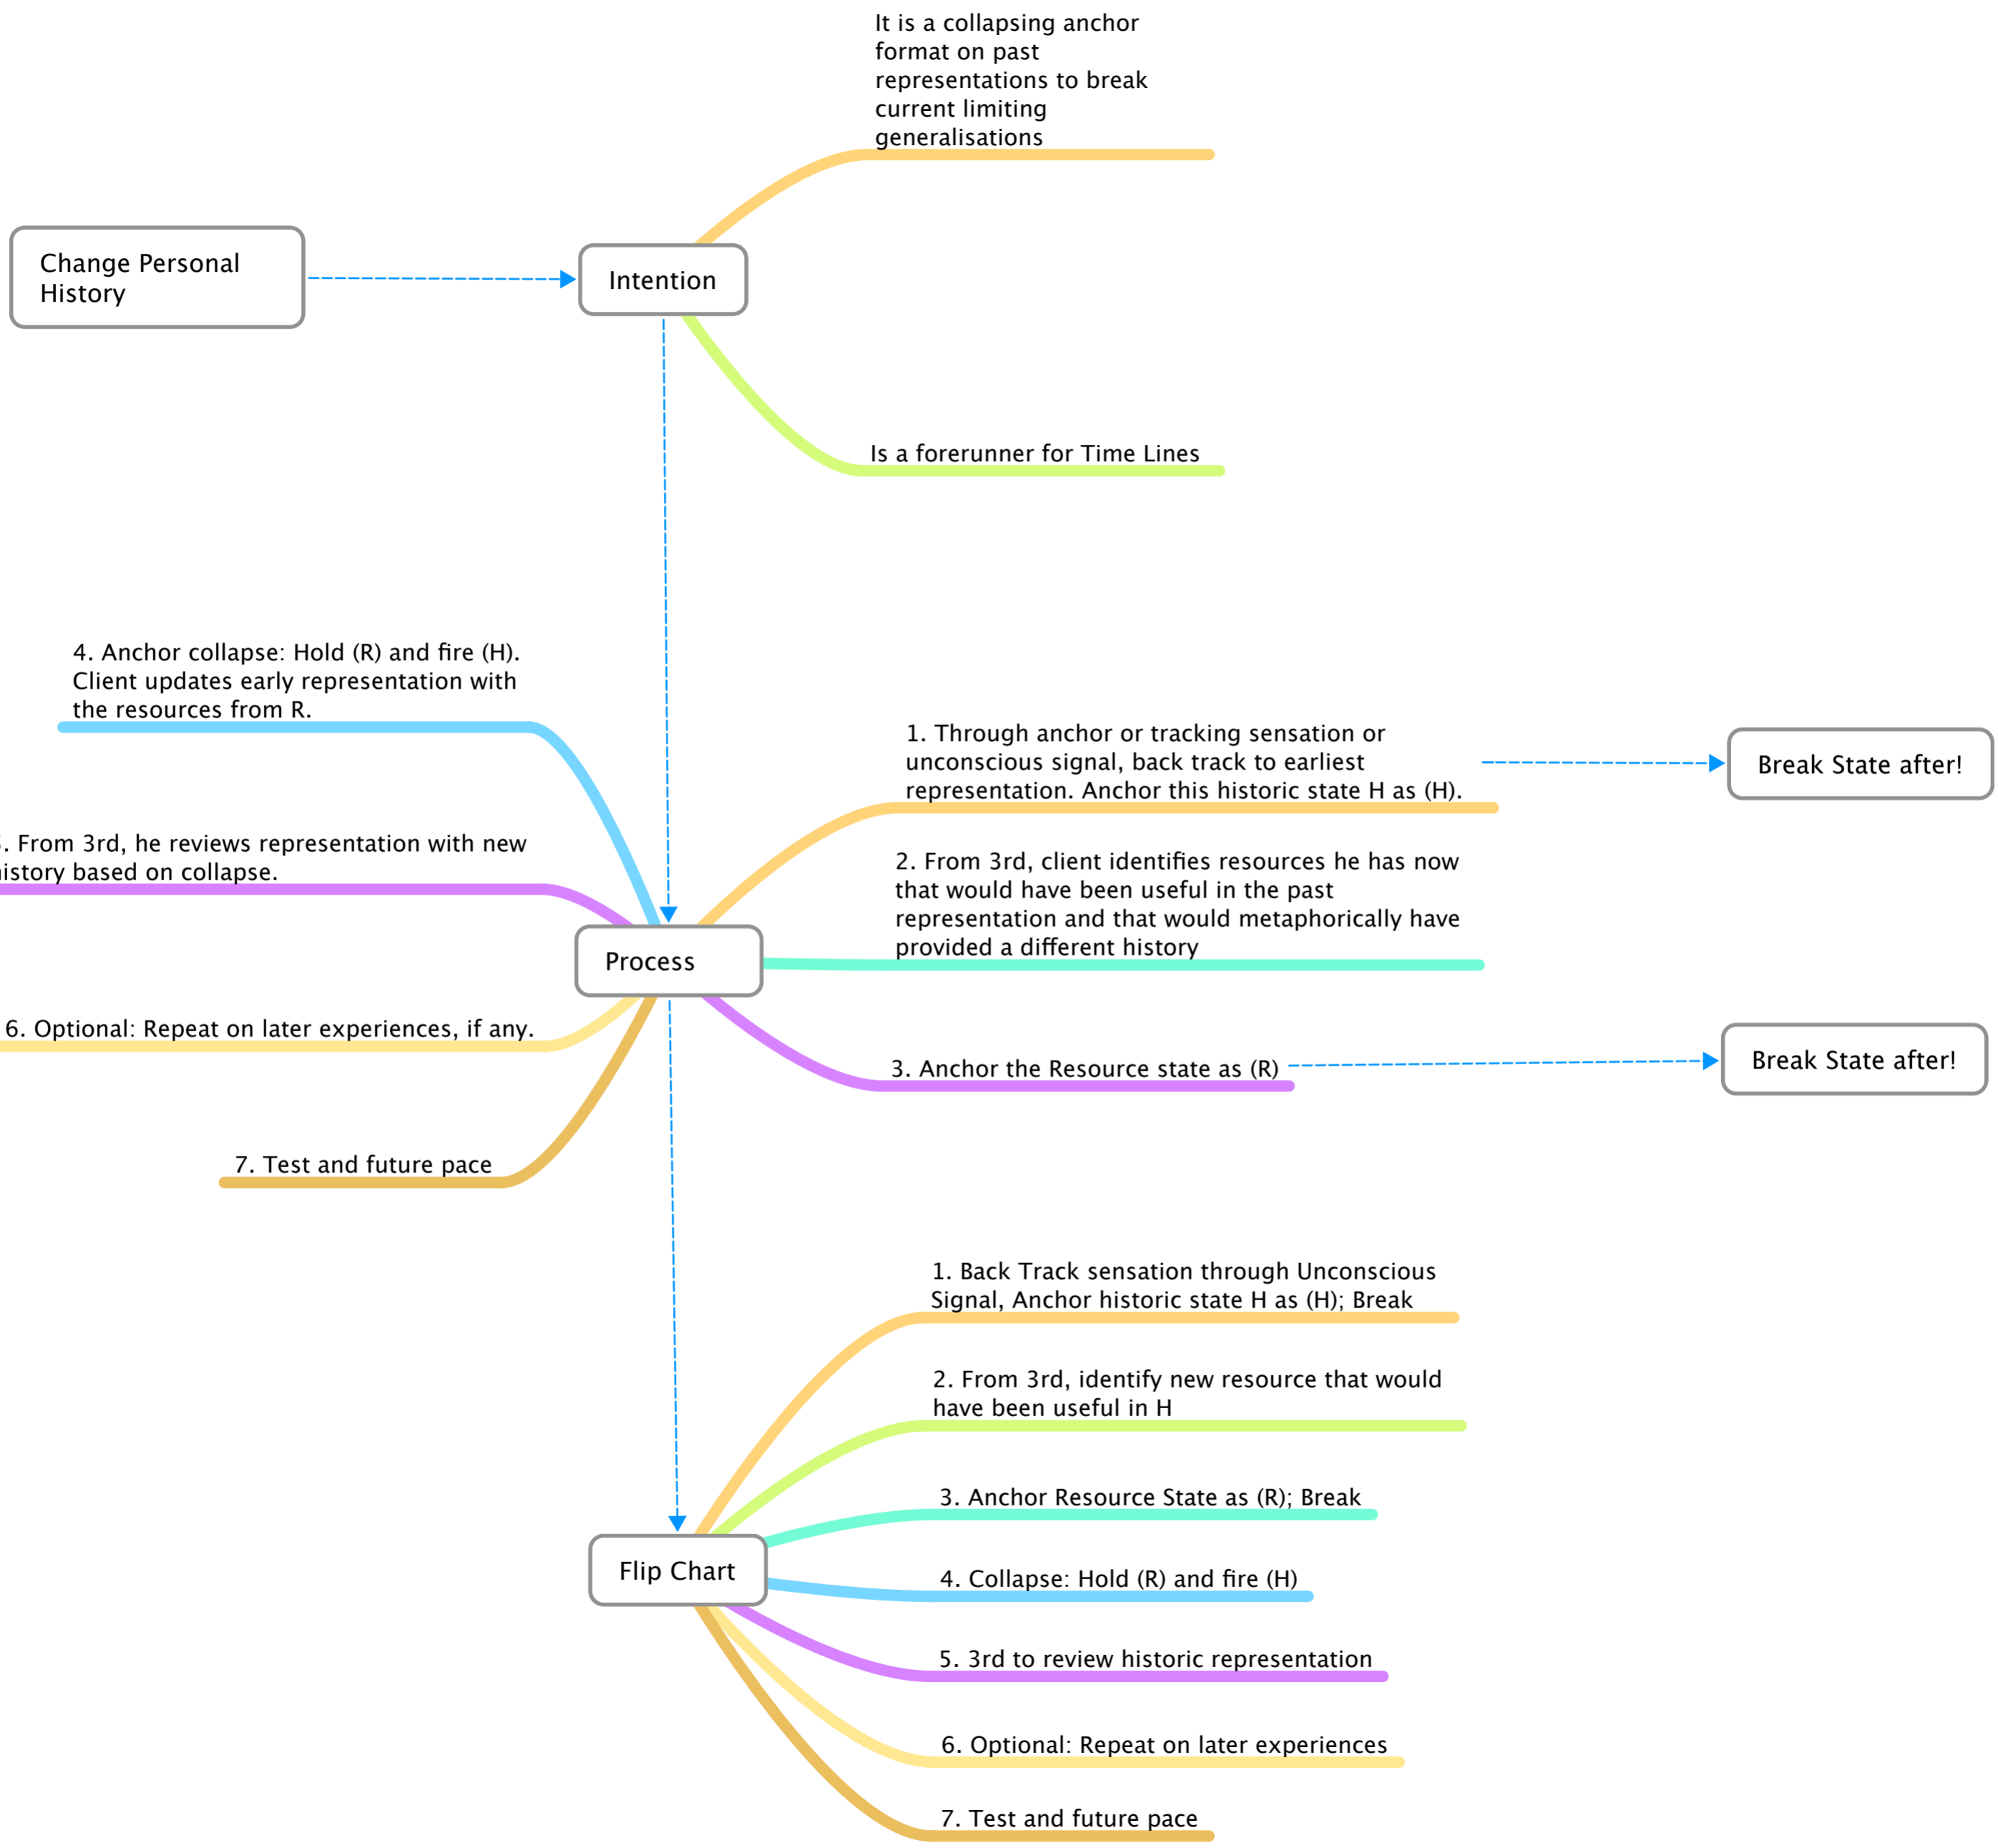 It is a collapsing anchor
format on past
representations to break
current limiting
generalisations
Change Personal
History
Intention
Is a forerunner for Time Lines
4. Anchor collapse: Hold (R) and fire (H).
Client updates early representation with
the resources from R.
1. Through anchor or tracking sensation or
unconscious signal, back track to earliest
representation. Anchor this historic state H as (H).
Break State after!
. From 3rd, he reviews representation with new
history based on collapse.
2. From 3rd, client identifies resources he has now
that would have been useful in the past
representation and that would metaphorically have
provided a different history
Process
6. Optional: Repeat on later experiences, if any.
3. Anchor the Resource state as (R)
Break State after!
7. Test and future pace
1. Back Track sensation through Unconscious
Signal, Anchor historic state H as (H); Break
2. From 3rd, identify new resource that would
have been useful in H
3. Anchor Resource State as (R); Break
Flip Chart
4. Collapse: Hold (R) and fire (H)
5. 3rd to review historic representation
6. Optional: Repeat on later experiences
7. Test and future pace